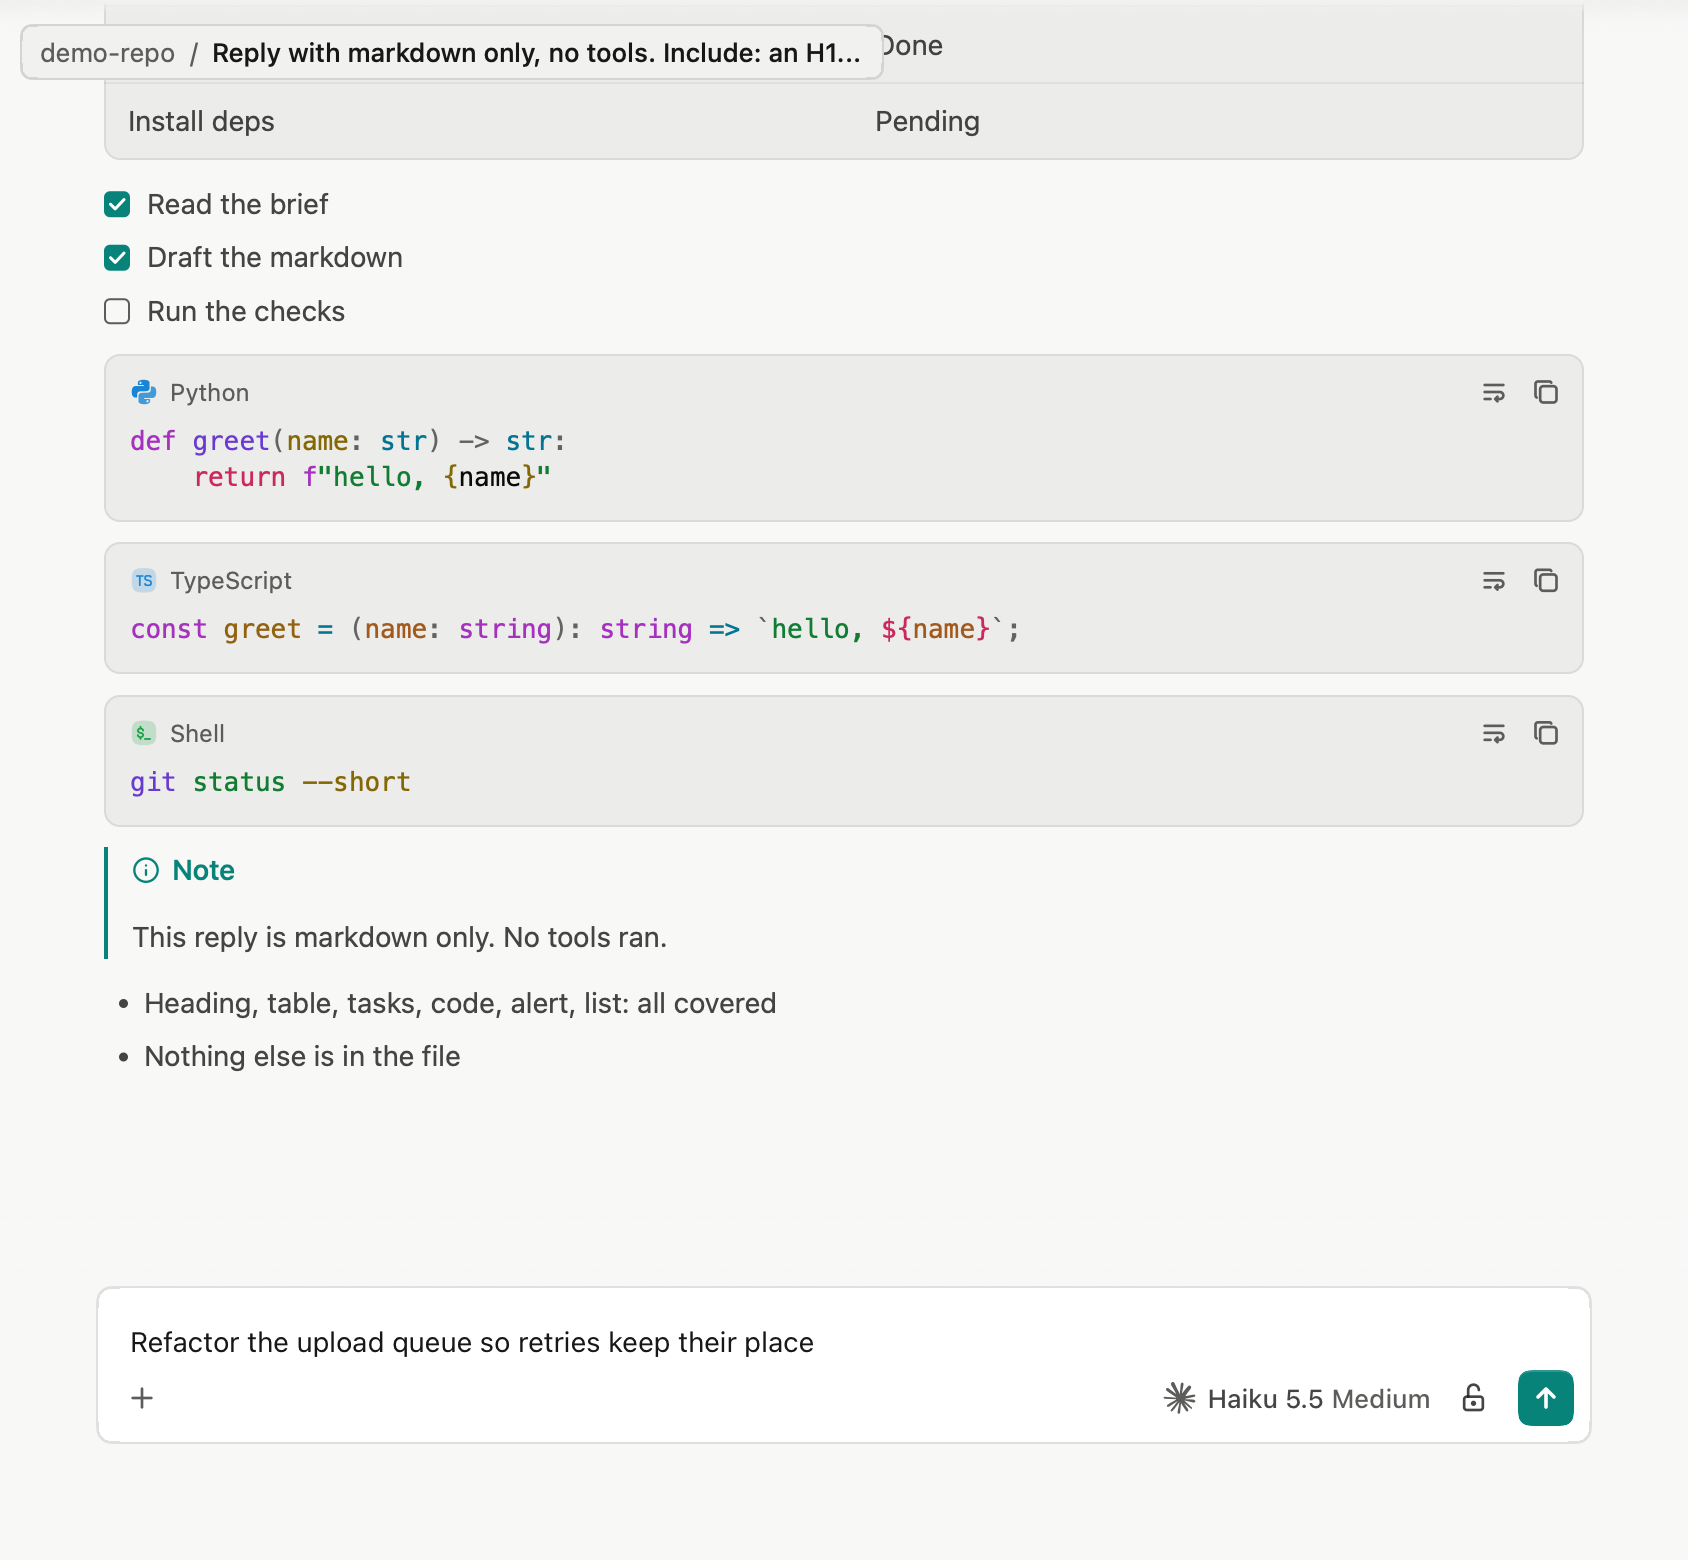 demo-repo / Reply with markdown only, no tools. Include: an H1...
Done
Install deps Pending
Read the brief
Draft the markdown
Run the checks
Python
def greet(name: str) -> str:
    return f"hello, {name}"
TS TypeScript
const greet = (name: string): string => `hello, ${name}`;
$_ Shell
git status --short
Note
This reply is markdown only. No tools ran.
• Heading, table, tasks, code, alert, list: all covered
• Nothing else is in the file
Refactor the upload queue so retries keep their place
Haiku 5.5 Medium